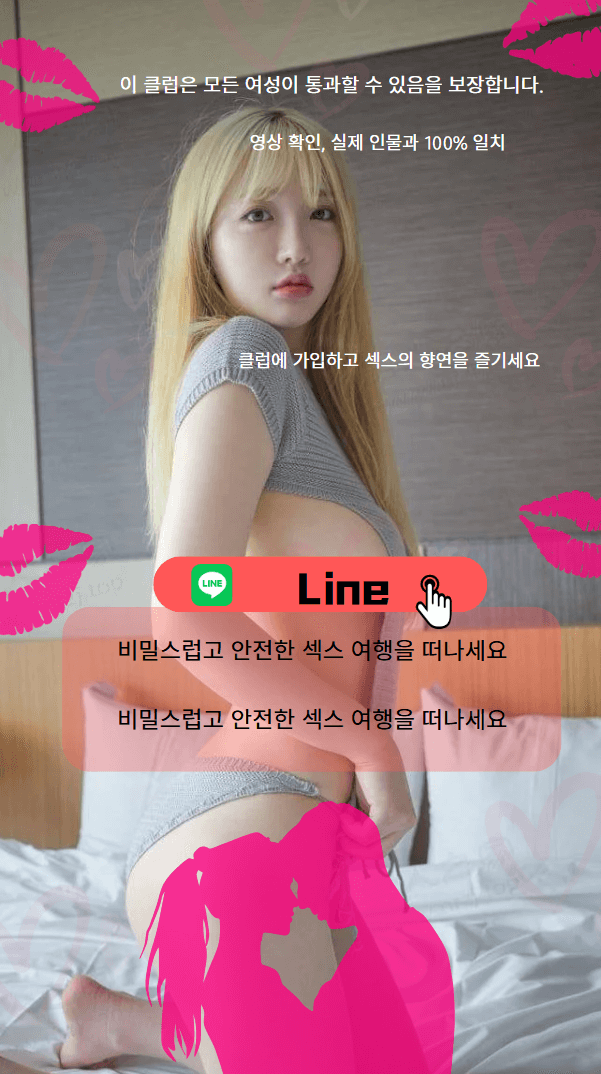 이 클럽은 모든 여성이 통과할 수 있음을 보장합니다.
영상 확인, 실제 인물과 100% 일치
클럽에 가입하고 섹스의 향연을 즐기세요
LINE
Line
비밀스럽고 안전한 섹스 여행을 떠나세요
비밀스럽고 안전한 섹스 여행을 떠나세요